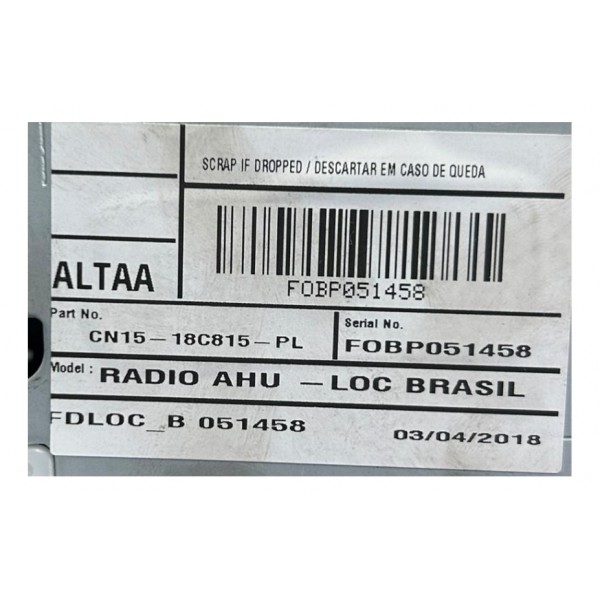 SCRAP IF DROPPED / DESCARTAR EM CASO DE QUEDA
FOBP051458
ALTAA
Part No.
CN15-18C815-PL
Serial No.
FOBP051458
Model : RADIO AHU -LOC BRASIL
FDLOC_B 051458
03/04/2018